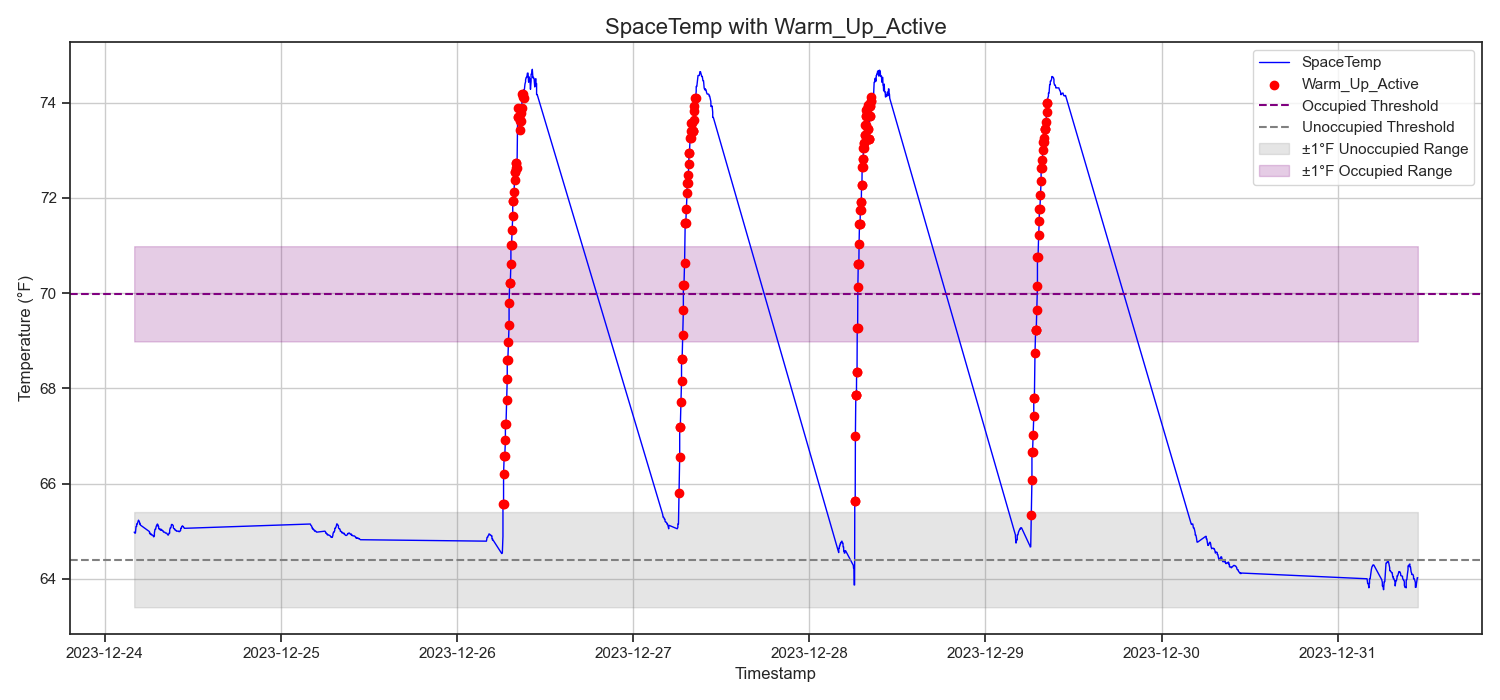 SpaceTemp with Warm_Up_Active
SpaceTemp
Warm_Up_Active
Occupied Threshold
Unoccupied Threshold
±1°F Unoccupied Range
±1°F Occupied Range
Temperature (°F)
74
72
70
68
66
64
2023-12-24
2023-12-25
2023-12-26
2023-12-27
2023-12-28
2023-12-29
2023-12-30
2023-12-31
Timestamp